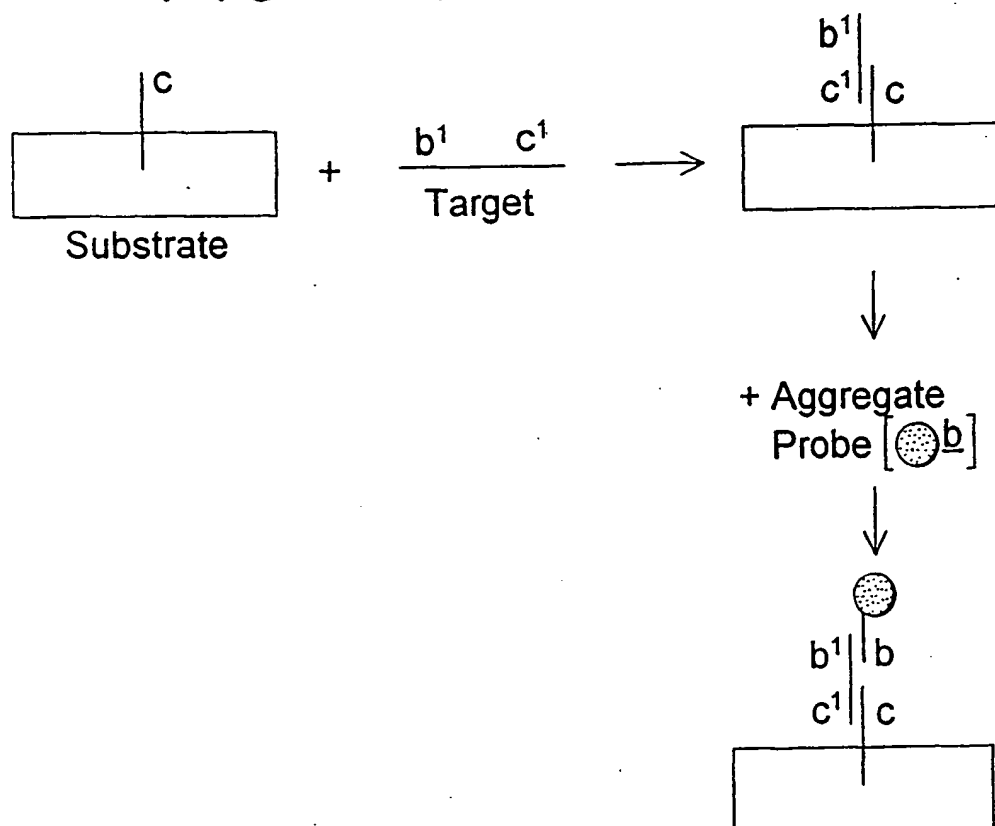 c
Substrate
+
b¹ c¹
Target
b¹
c¹ c
+ Aggregate
Probe [ b]
b¹ b
c¹ c